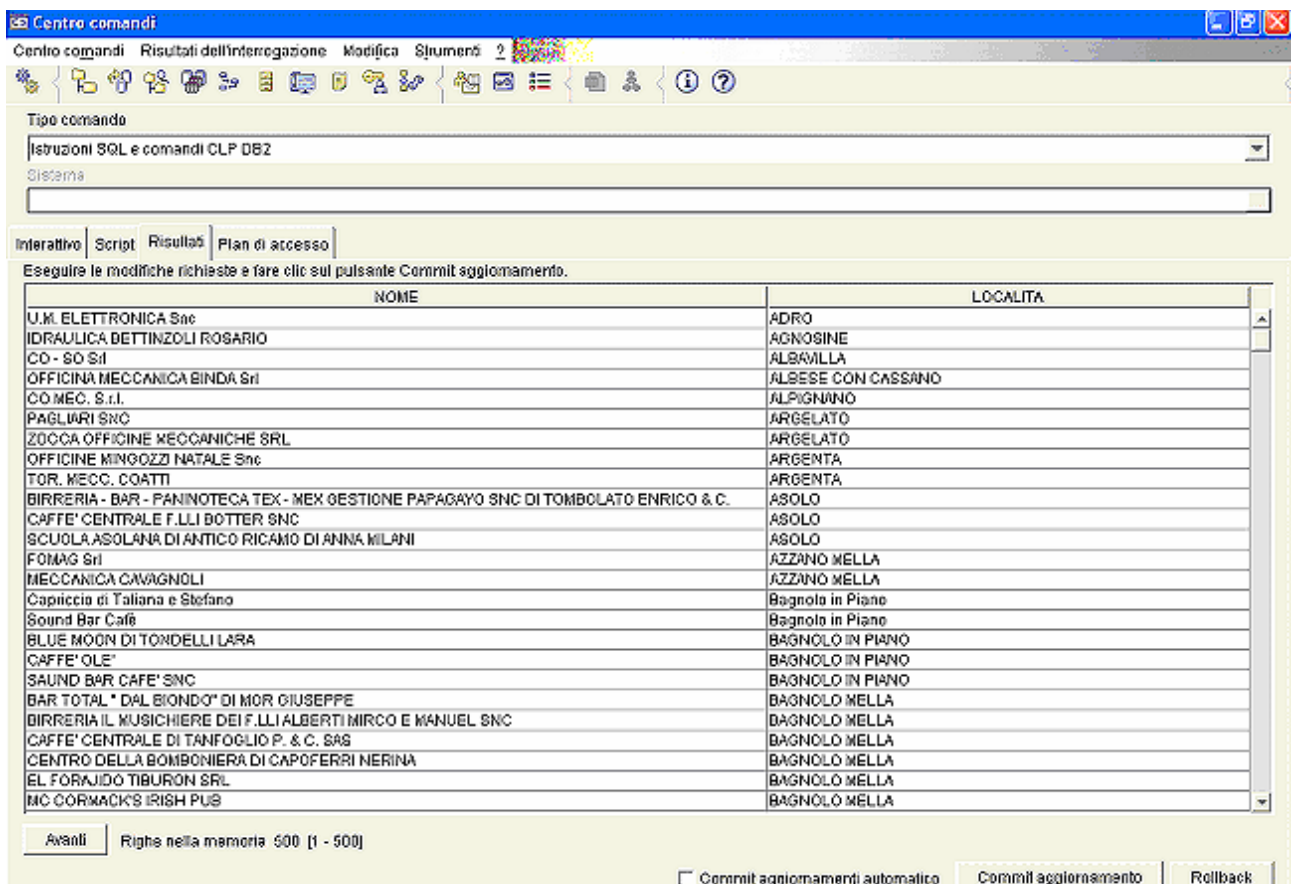 Centro comandi
Centro comandi Risultati dell'interrogazione Modifica Strumenti ?
Tipo comando
Istruzioni SQL e comandi CLP DB2
Sistema
Interattivo Script Risultati Plan di accesso
Eseguire le modifiche richieste e fare clic sul pulsante Commit aggiornamento.
NOME LOCALITA
U.M. ELETTRONICA Snc ADRO
IDRAULICA BETTINZOLI ROSARIO AGNOSINE
CO - SO Srl ALBAVILLA
OFFICINA MECCANICA BINDA Srl ALBESE CON CASSANO
CO.MEC. S.r.l. ALPIGNANO
PAGLIARI SNC ARGELATO
ZOCCA OFFICINE MECCANICHE SRL ARGELATO
OFFICINE MINGOZZI NATALE Snc ARGENTA
TOR. MECC. COATTI ARGENTA
BIRRERIA - BAR - PANINOTECA TEX - MEX GESTIONE PAPAGAYO SNC DI TOMBOLATO ENRICO & C. ASOLO
CAFFE' CENTRALE F.LLI BOTTER SNC ASOLO
SCUOLA ASOLANA DI ANTICO RICAMO DI ANNA MILANI ASOLO
FOMAG Srl AZZANO MELLA
MECCANICA CAVAGNOLI AZZANO MELLA
Capriccio di Taliana e Stefano Bagnolo in Piano
Sound Bar Cafè Bagnolo in Piano
BLUE MOON DI TONDELLI LARA BAGNOLO IN PIANO
CAFFE' OLE' BAGNOLO IN PIANO
SAUND BAR CAFE' SNC BAGNOLO IN PIANO
BAR TOTAL " DAL BIONDO" DI MOR GIUSEPPE BAGNOLO MELLA
BIRRERIA IL MUSICHIERE DEI F.LLI ALBERTI MIRCO E MANUEL SNC BAGNOLO MELLA
CAFFE' CENTRALE DI TANFOGLIO P. & C. SAS BAGNOLO MELLA
CENTRO DELLA BOMBONIERA DI CAPOFERRI NERINA BAGNOLO MELLA
EL FORAJIDO TIBURON SRL BAGNOLO MELLA
MC CORMACK'S IRISH PUB BAGNOLO MELLA
Avanti Righe nella memoria 500 [1 - 500]
Commit aggiornamenti automatico Commit aggiornamento Rollback